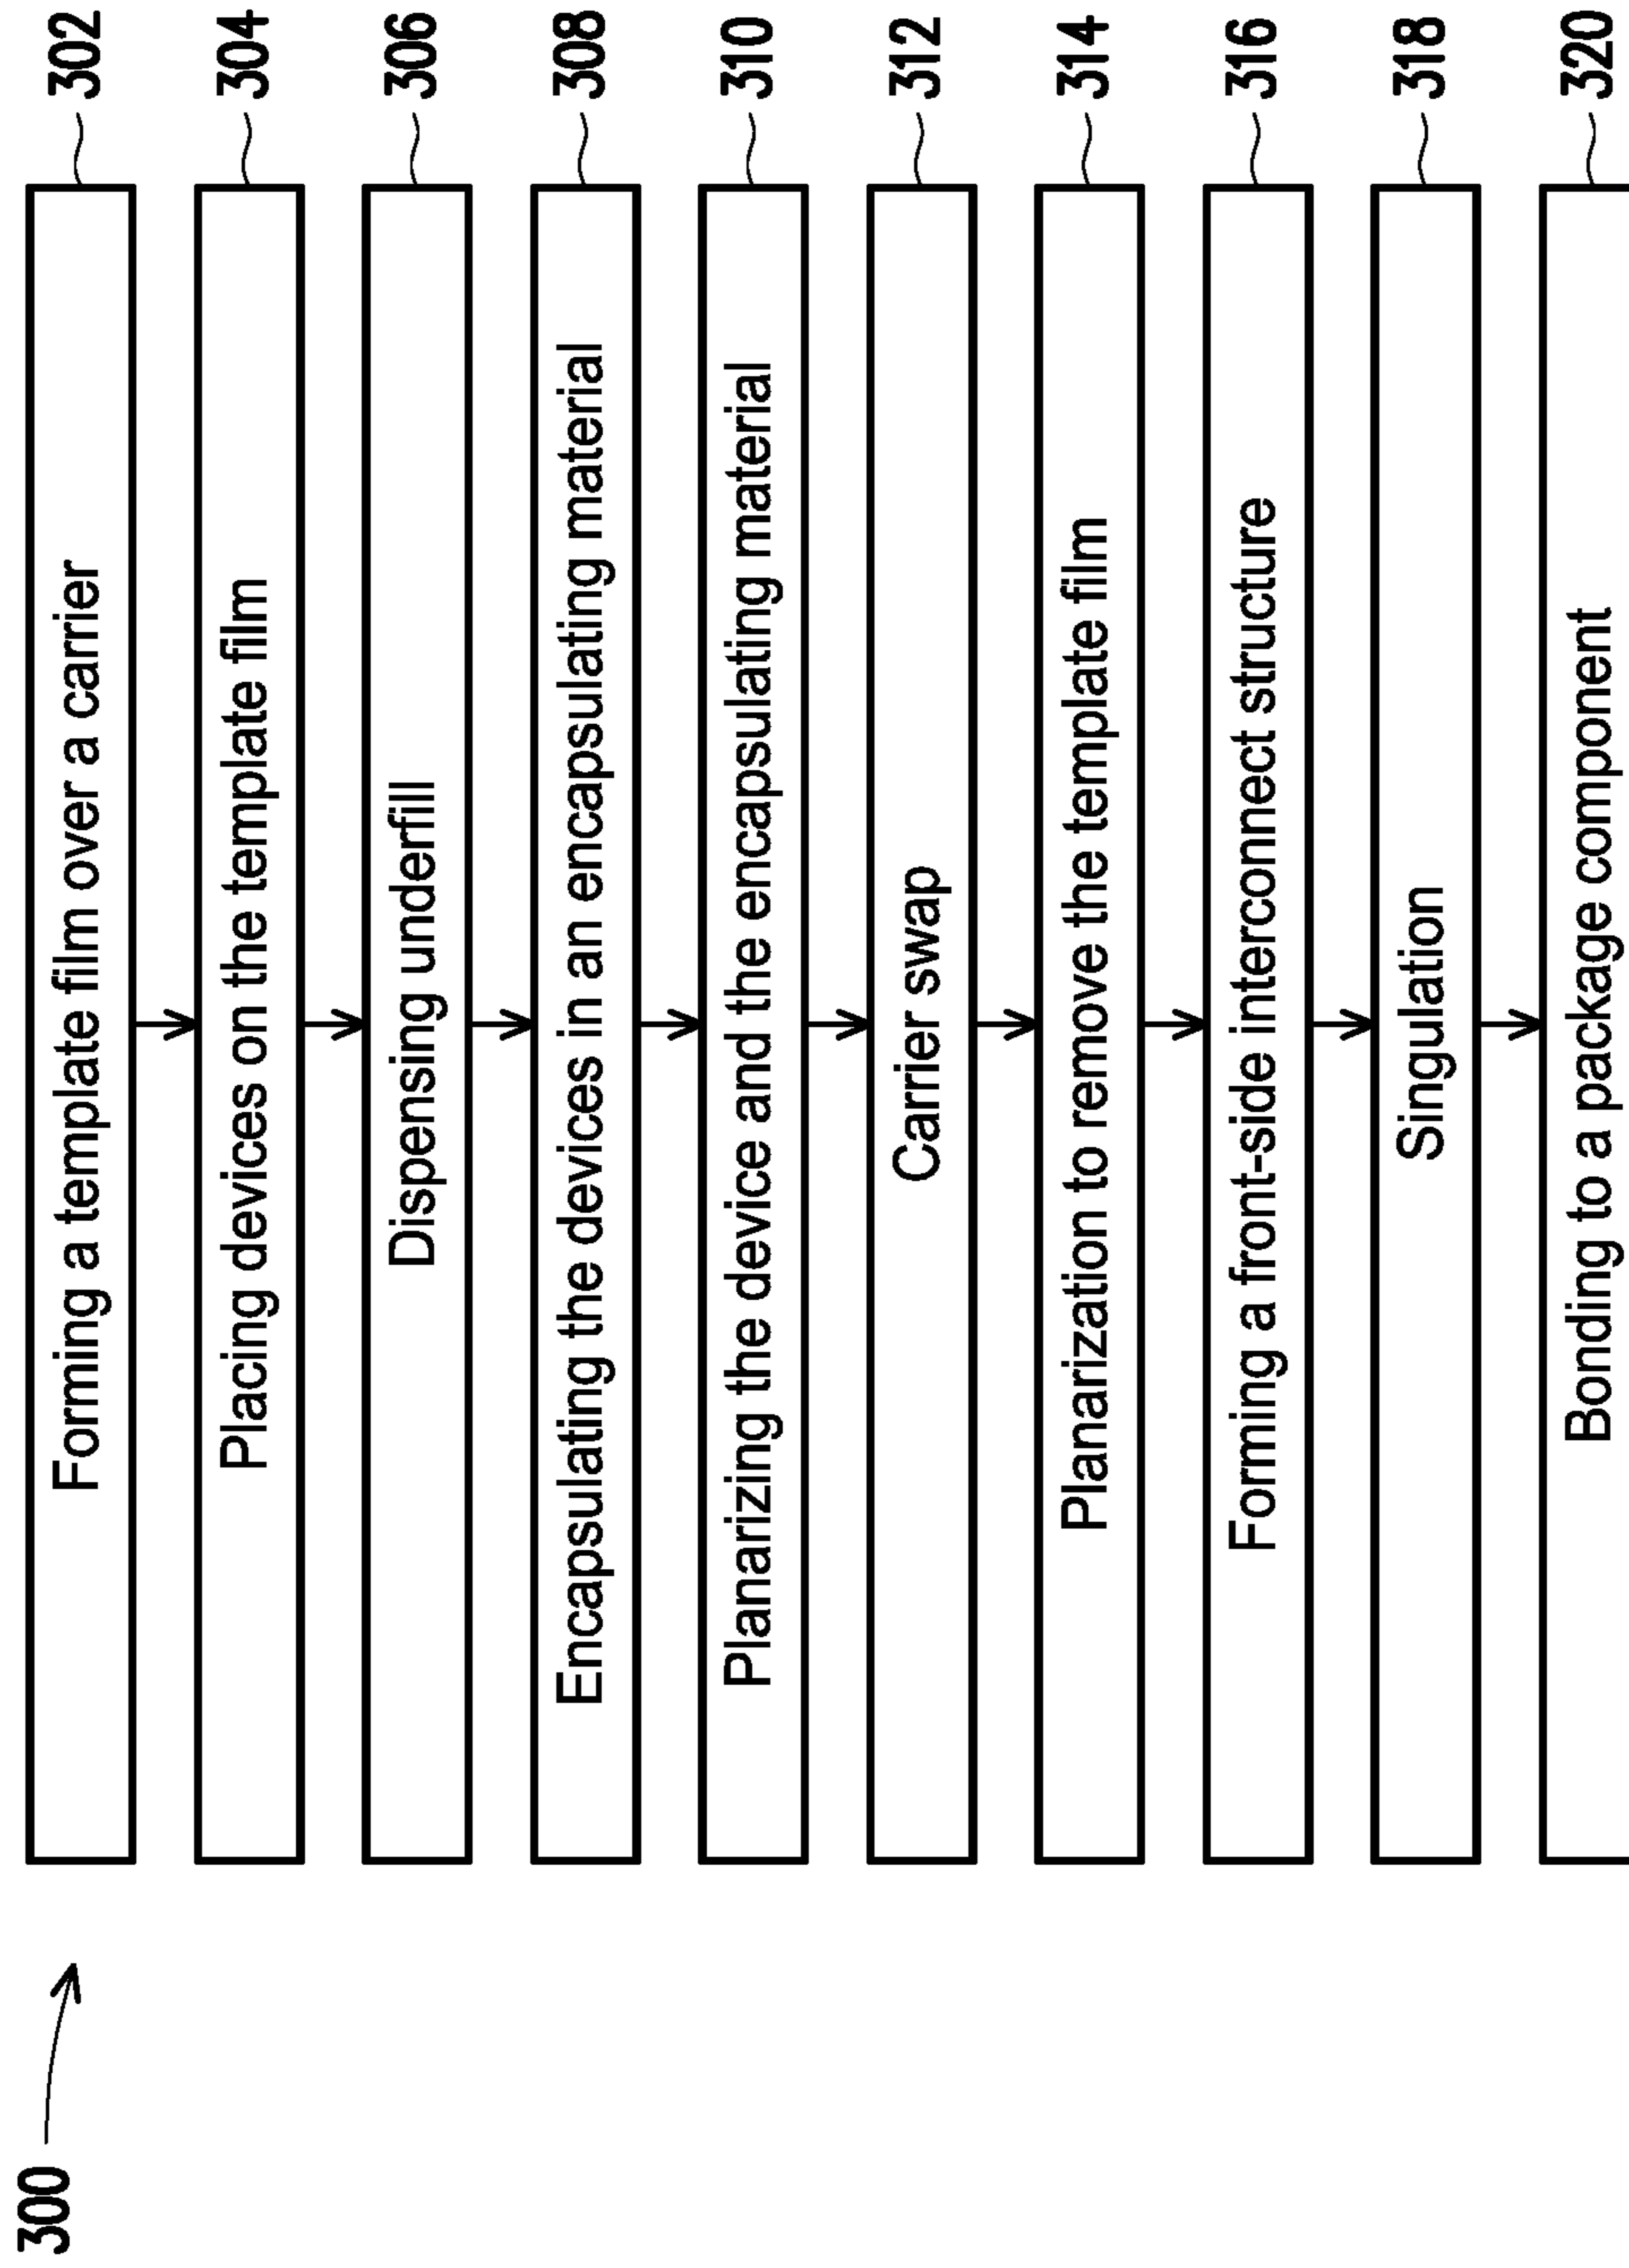 300
Forming a template film over a carrier 302
Placing devices on the template film 304
Dispensing underfill 306
Encapsulating the devices in an encapsulating material 308
Planarizing the device and the encapsulating material 310
Carrier swap 312
Planarization to remove the template film 314
Forming a front-side interconnect structure 316
Singulation 318
Bonding to a package component 320